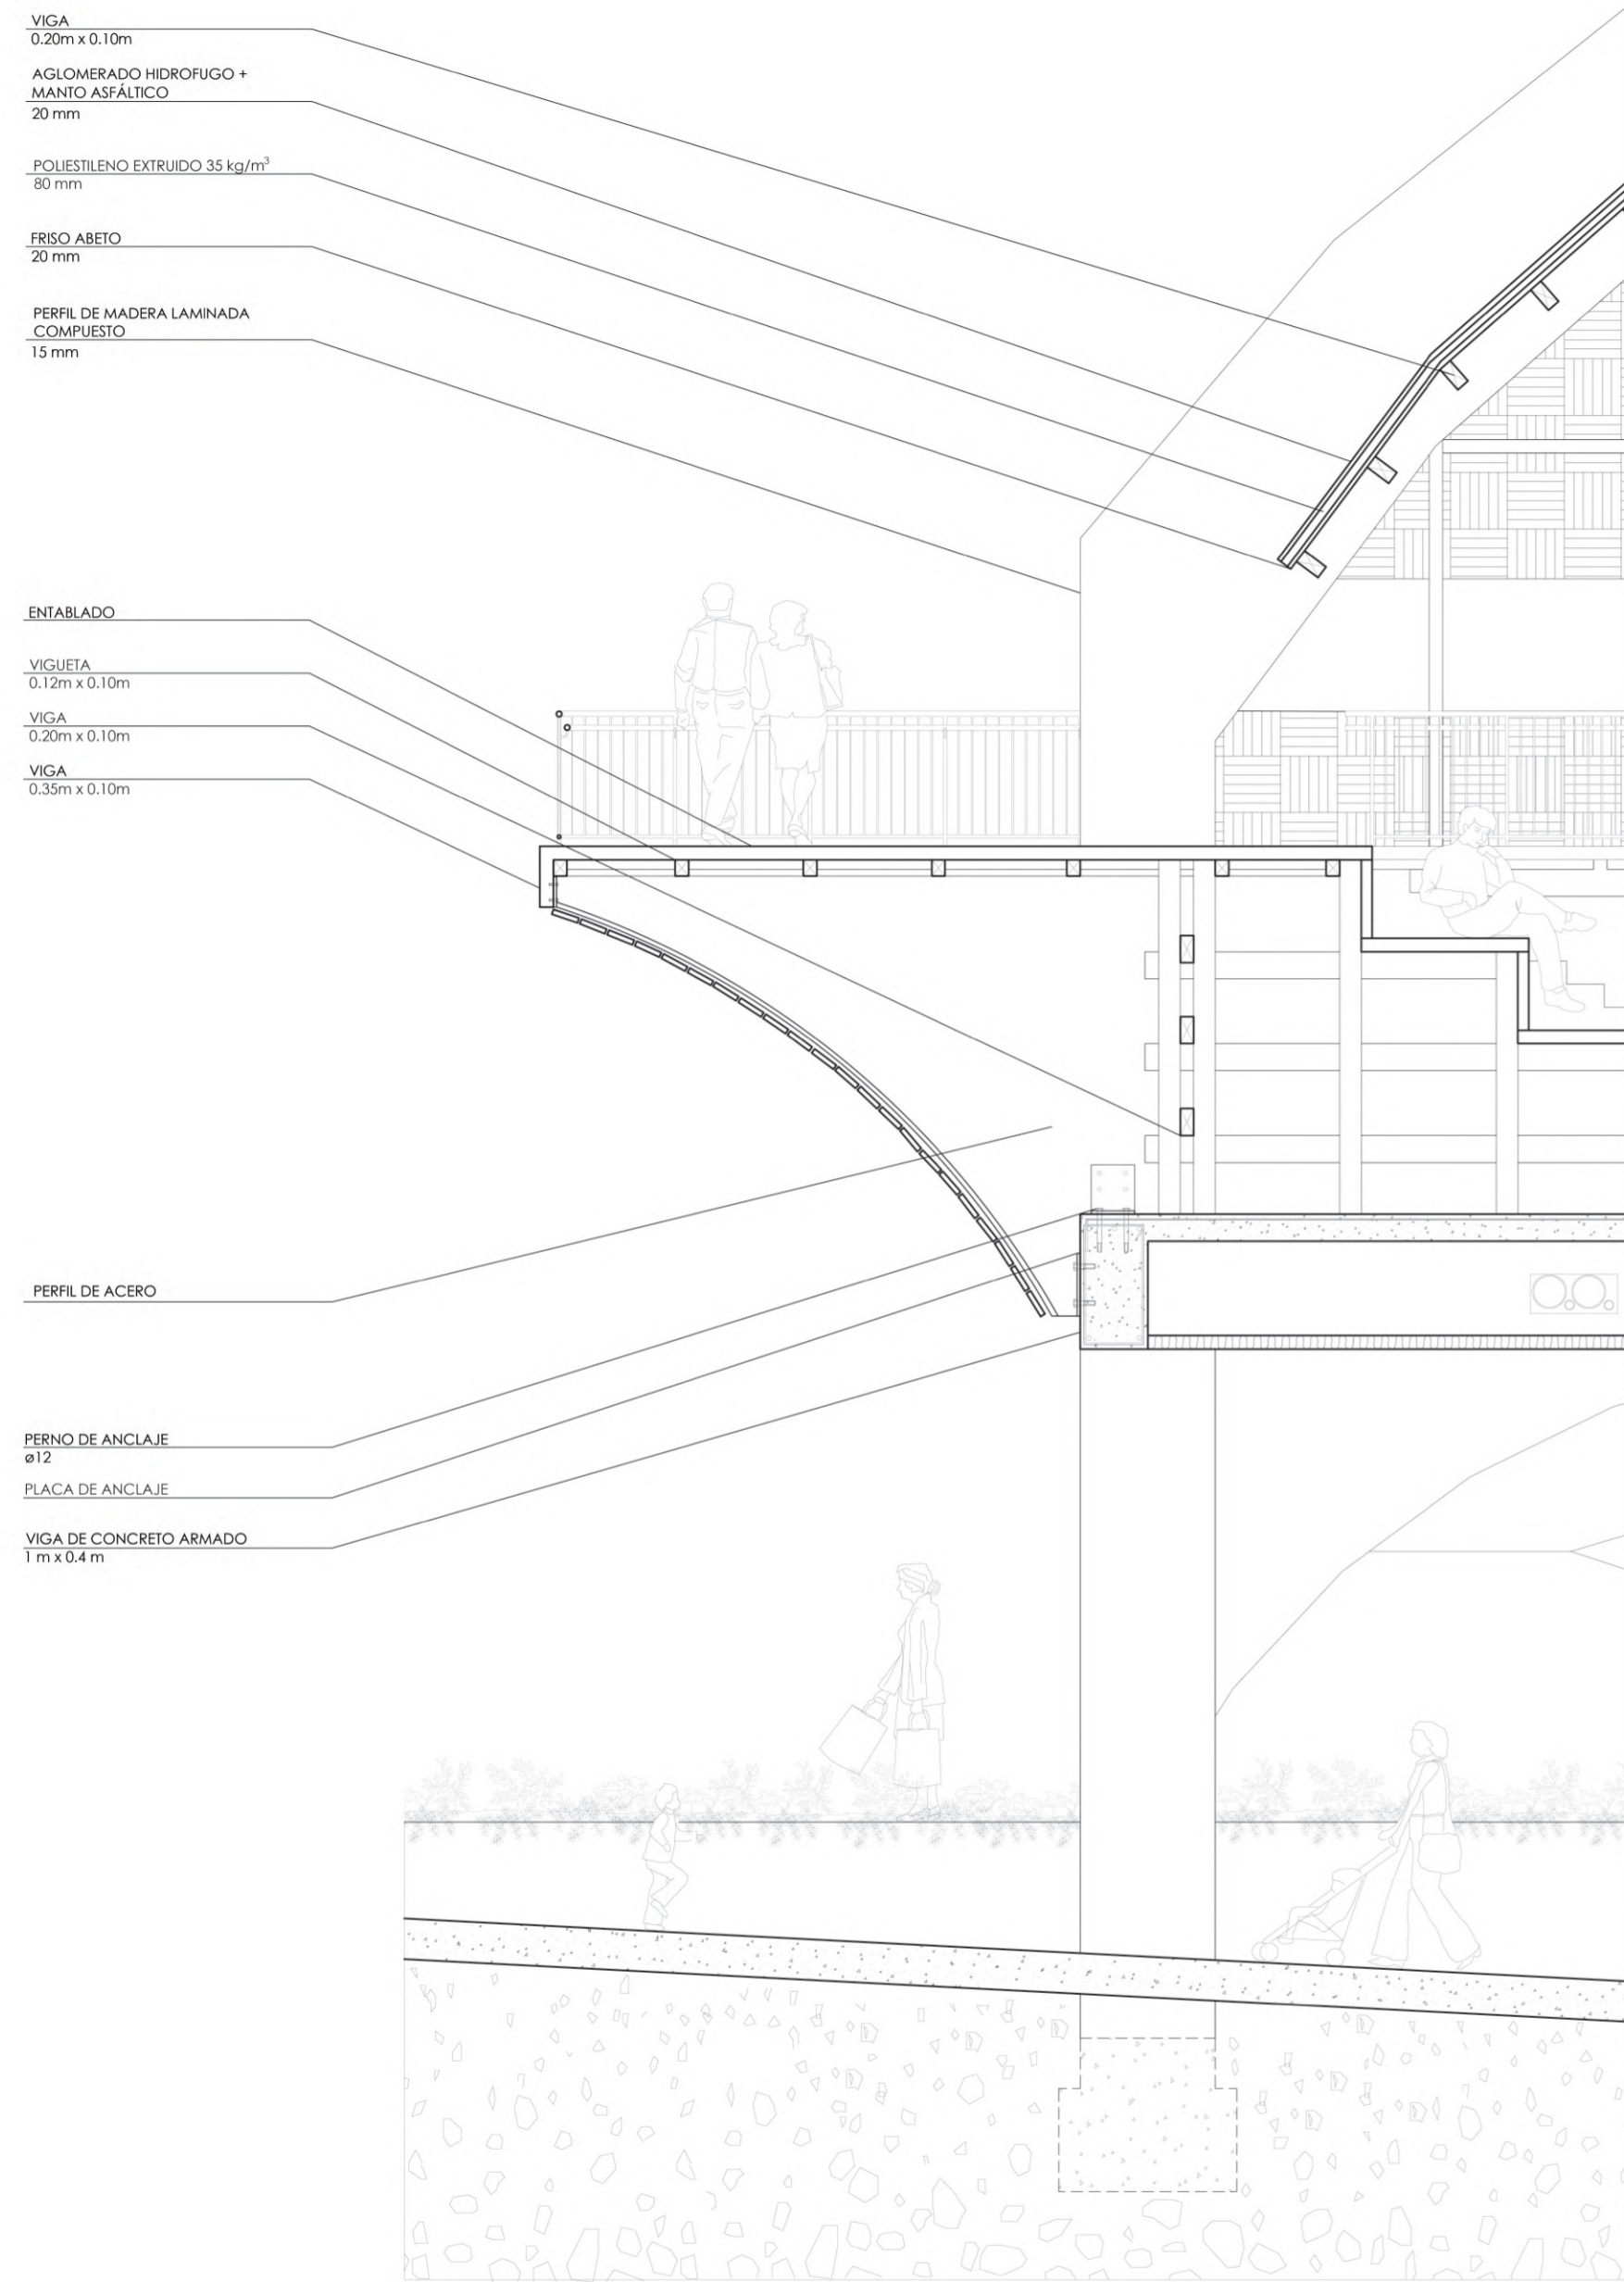 VIGA
0.20m x 0.10m
AGLOMERADO HIDROFUGO +
MANTO ASFÁLTICO
20 mm
POLIESTILENO EXTRUIDO 35 kg/m³
80 mm
FRISO ABETO
20 mm
PERFIL DE MADERA LAMINADA
COMPUESTO
15 mm
ENTABLADO
VIGUETA
0.12m x 0.10m
VIGA
0.20m x 0.10m
VIGA
0.35m x 0.10m
PERFIL DE ACERO
PERNO DE ANCLAJE
ø12
PLACA DE ANCLAJE
VIGA DE CONCRETO ARMADO
1 m x 0.4 m